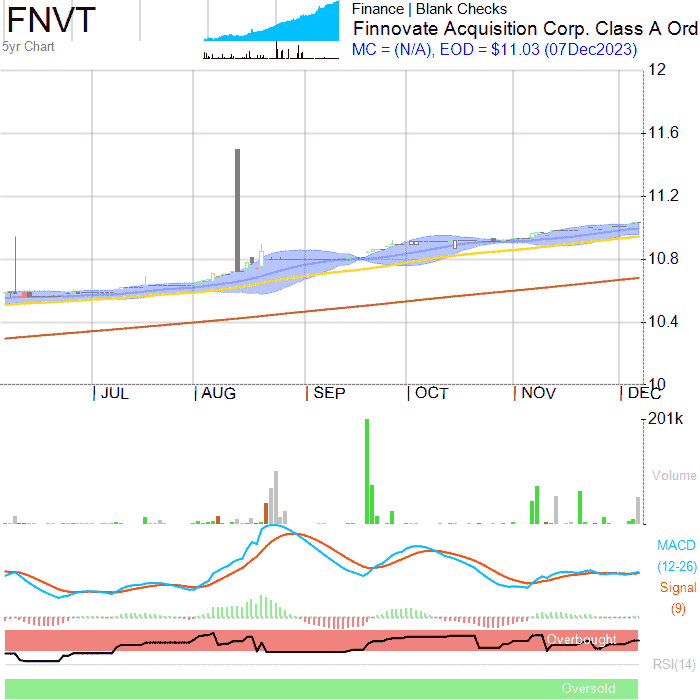 FNVT
5yr Chart
Finance | Blank Checks
Finnovate Acquisition Corp. Class A Ord
MC = (N/A), EOD = $11.03 (07Dec2023)
12
11.6
11.2
10.8
10.4
10
JUL AUG SEP OCT NOV DEC
201k
Volume
MACD
(12-26)
Signal
(9)
Overbought
RSI(14)
Oversold